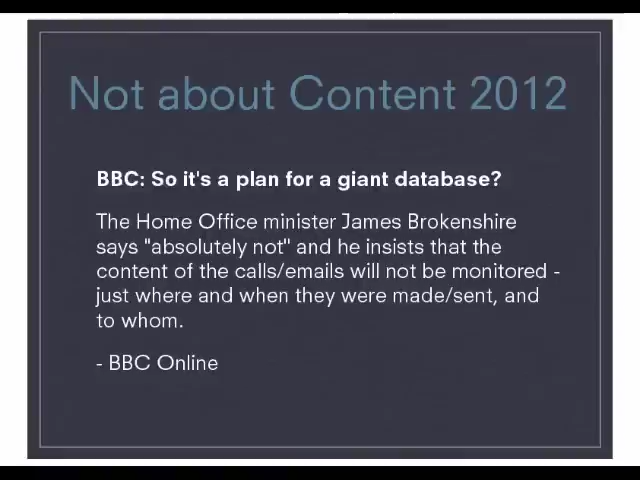 Not about Content 2012
BBC: So it's a plan for a giant database?
The Home Office minister James Brokenshire
says "absolutely not" and he insists that the
content of the calls/emails will not be monitored -
just where and when they were made/sent, and
to whom.
- BBC Online